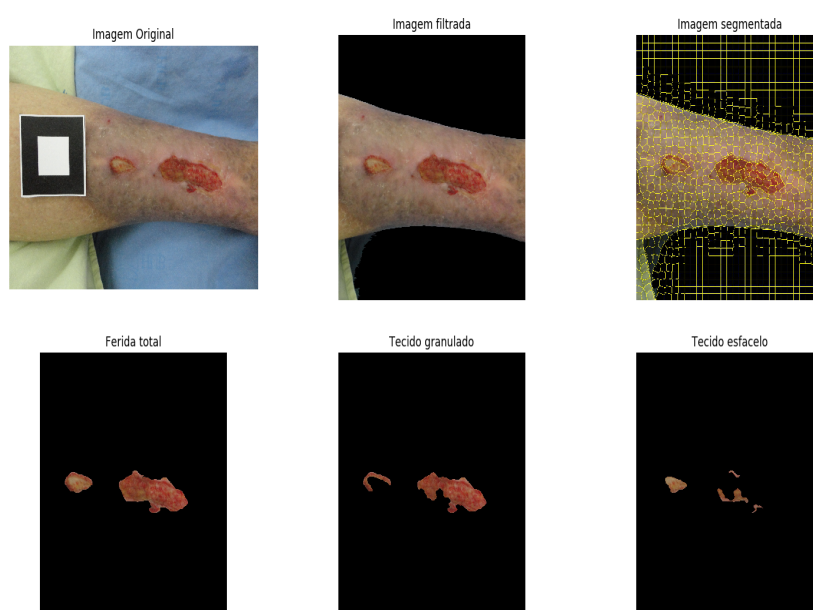 Imagem Original
Imagem filtrada
Imagem segmentada
Ferida total
Tecido granulado
Tecido esfacelo